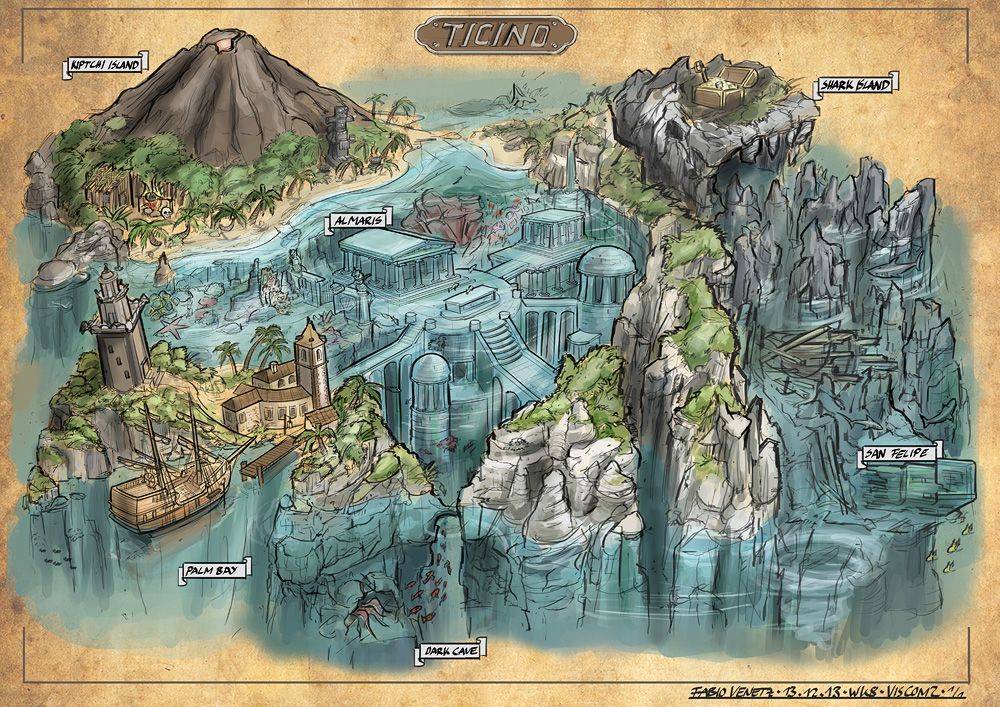 TICINO
KIPTCHI ISLAND
SHARK ISLAND
ALMARIS
SAN FELIPE
PALM BAY
DARK CAVE
FABIO VENETZ • 13.12.13 • WK8 • VISCOM2 • 1/1